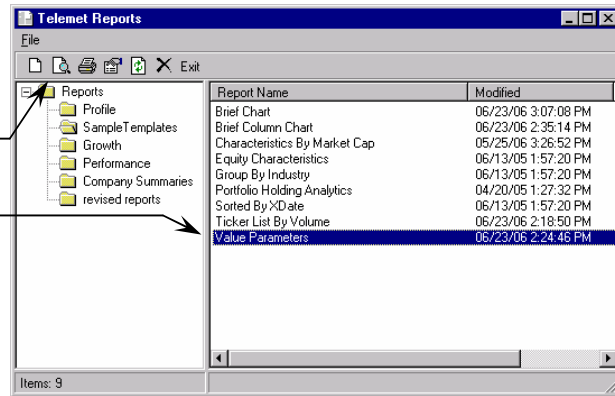 Telemet Reports
File
Exit
Reports
Profile
SampleTemplates
Growth
Performance
Company Summaries
revised reports
Report Name Modified
Brief Chart 06/23/06 3:07:08 PM
Brief Column Chart 06/23/06 2:35:14 PM
Characteristics By Market Cap 05/25/06 3:26:52 PM
Equity Characteristics 06/13/05 1:57:20 PM
Group By Industry 06/13/05 1:57:20 PM
Portfolio Holding Analytics 04/20/05 1:27:32 PM
Sorted By XDate 06/13/05 1:57:20 PM
Ticker List By Volume 06/23/06 2:18:50 PM
Value Parameters 06/23/06 2:24:46 PM
Items: 9